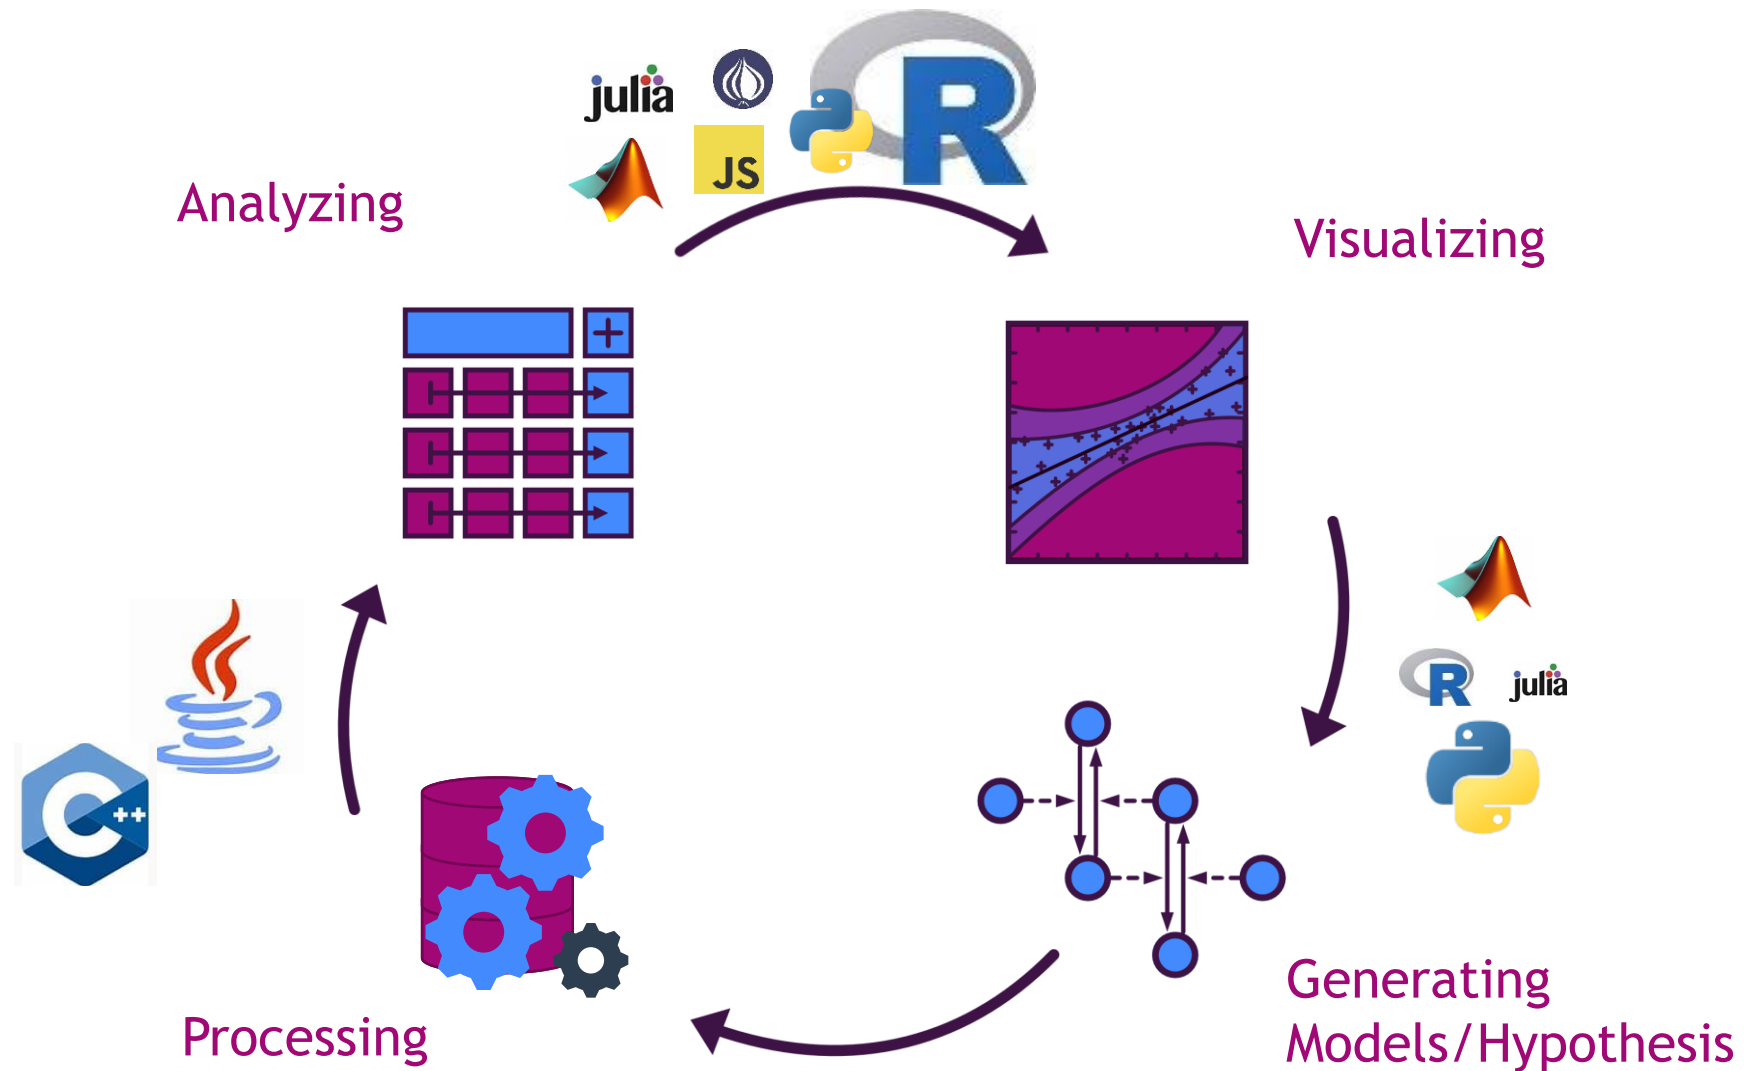 julia
R
JS
Analyzing
Visualizing
R
julia
C++
Generating
Models/Hypothesis
Processing